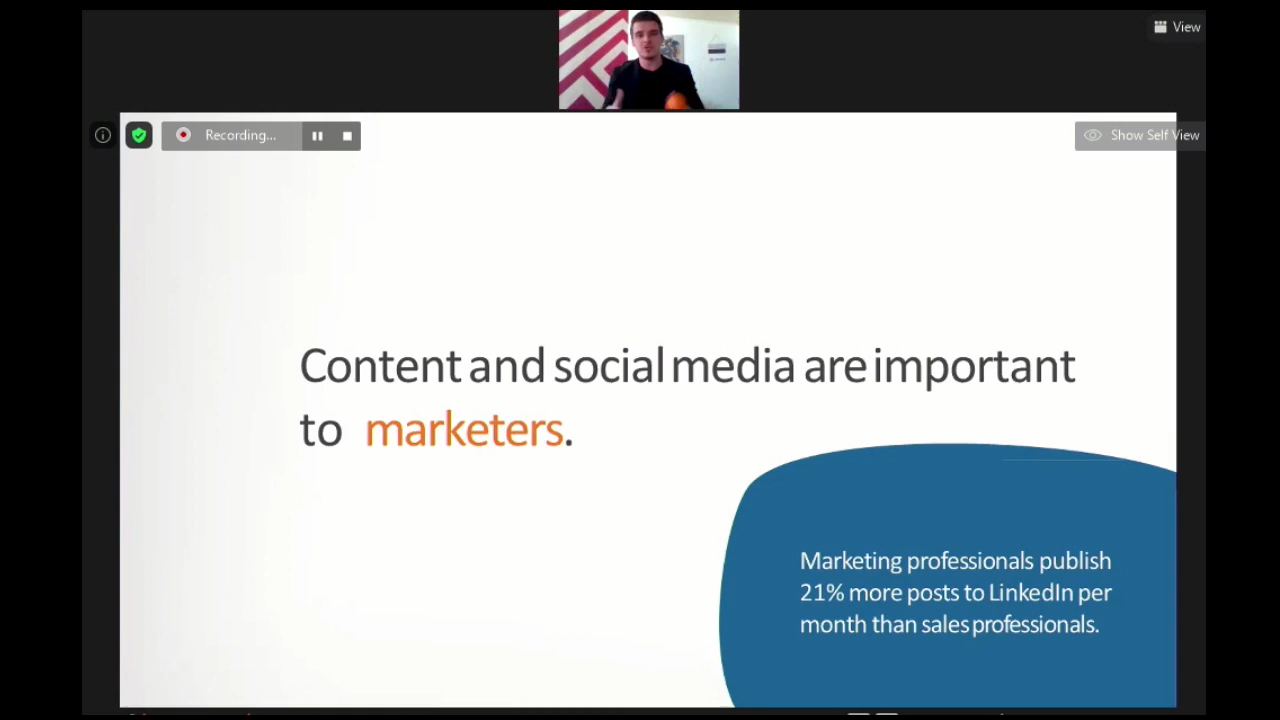 View
Recording...
Show Self View
Content and social media are important
to marketers.
Marketing professionals publish
21% more posts to LinkedIn per
month than sales professionals.